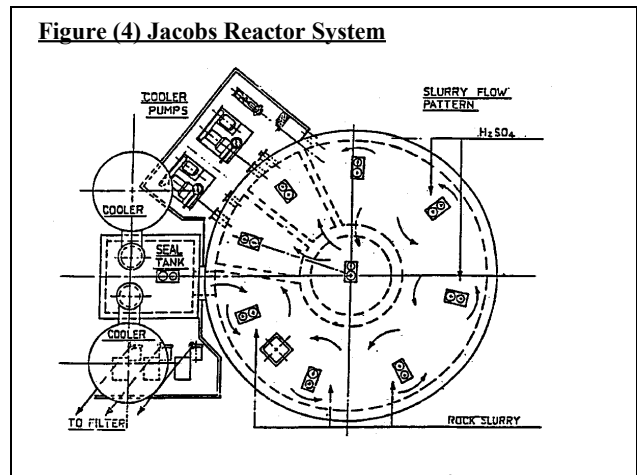 Figure (4) Jacobs Reactor System
COOLER
PUMPS
SLURRY FLOW
PATTERN
H2SO4
COOLER
SEAL
TANK
COOLER
TO FILTER
ROCK SLURRY